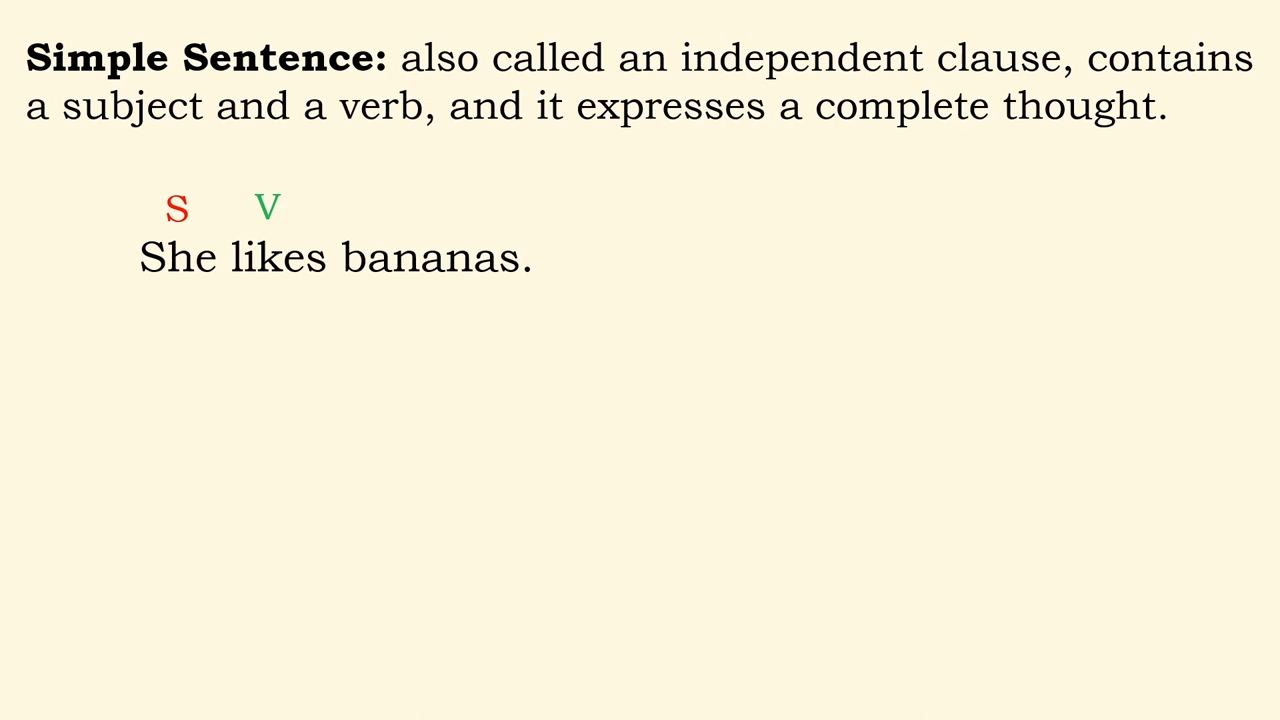 Simple Sentence: also called an independent clause, contains
a subject and a verb, and it expresses a complete thought.
S V
She likes bananas.